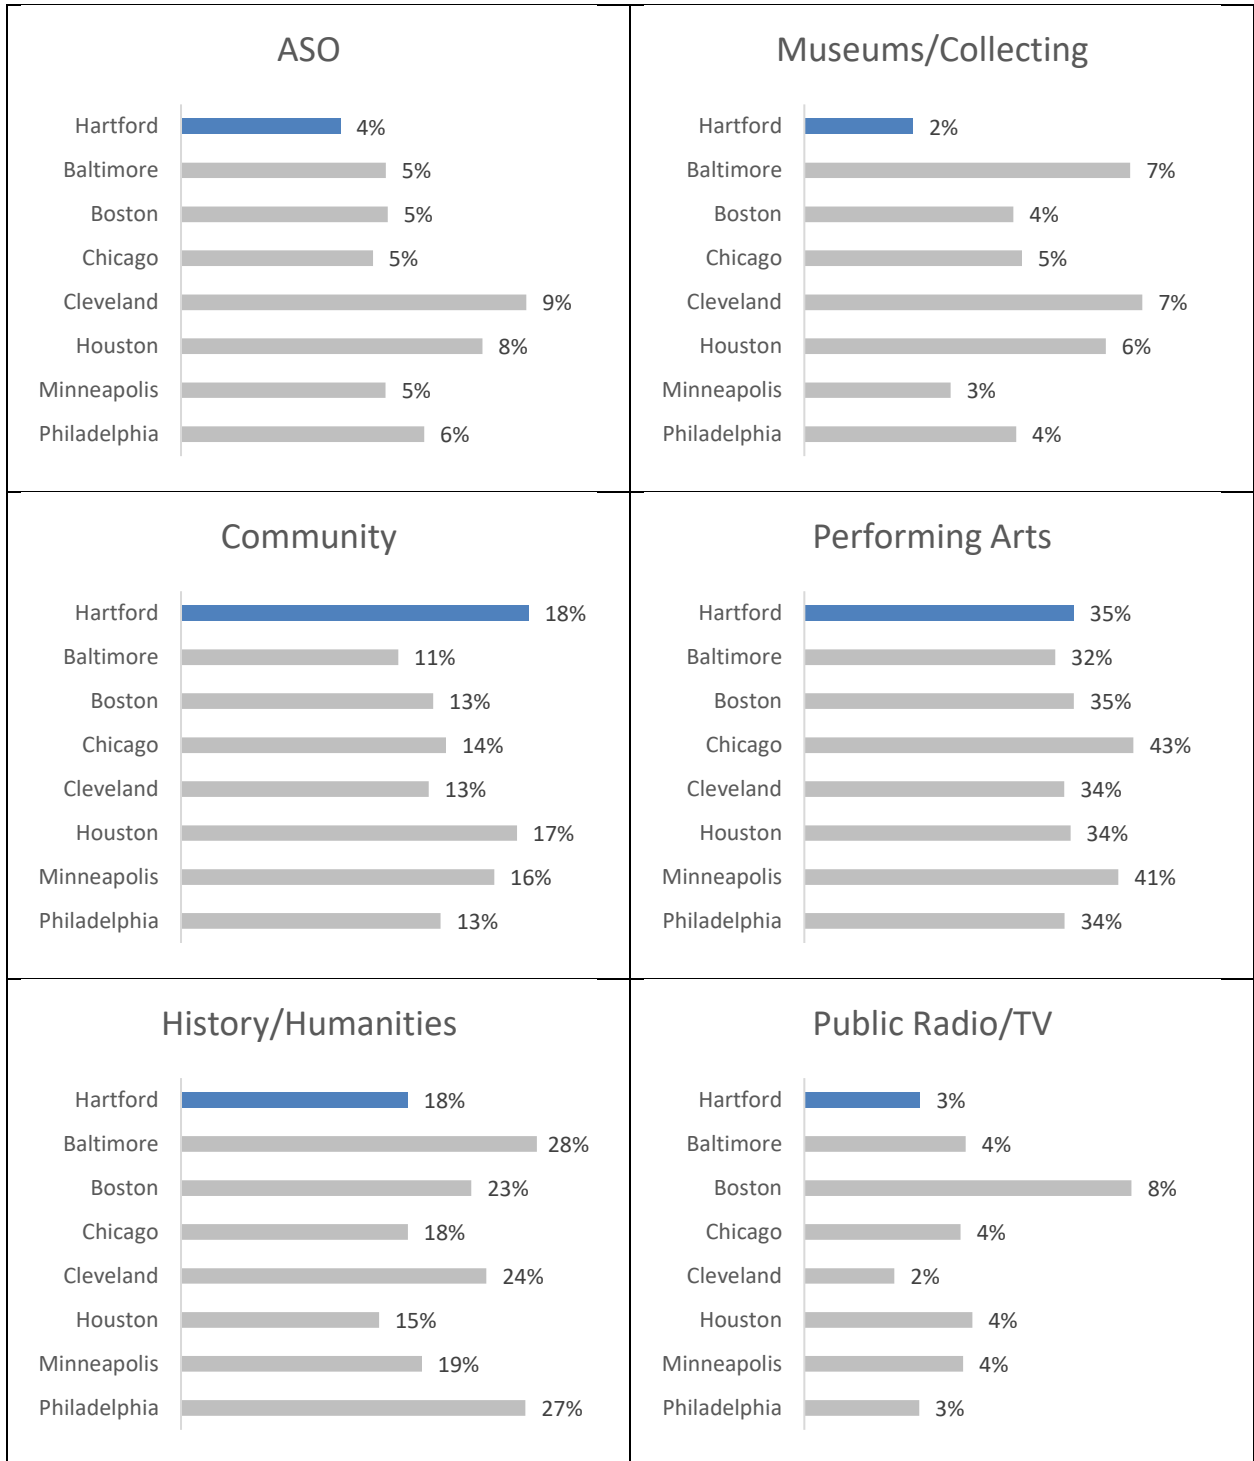 ASO
Hartford 4%
Baltimore 5%
Boston 5%
Chicago 5%
Cleveland 9%
Houston 8%
Minneapolis 5%
Philadelphia 6%
Museums/Collecting
Hartford 2%
Baltimore 7%
Boston 4%
Chicago 5%
Cleveland 7%
Houston 6%
Minneapolis 3%
Philadelphia 4%
Community
Hartford 18%
Baltimore 11%
Boston 13%
Chicago 14%
Cleveland 13%
Houston 17%
Minneapolis 16%
Philadelphia 13%
Performing Arts
Hartford 35%
Baltimore 32%
Boston 35%
Chicago 43%
Cleveland 34%
Houston 34%
Minneapolis 41%
Philadelphia 34%
History/Humanities
Hartford 18%
Baltimore 28%
Boston 23%
Chicago 18%
Cleveland 24%
Houston 15%
Minneapolis 19%
Philadelphia 27%
Public Radio/TV
Hartford 3%
Baltimore 4%
Boston 8%
Chicago 4%
Cleveland 2%
Houston 4%
Minneapolis 4%
Philadelphia 3%